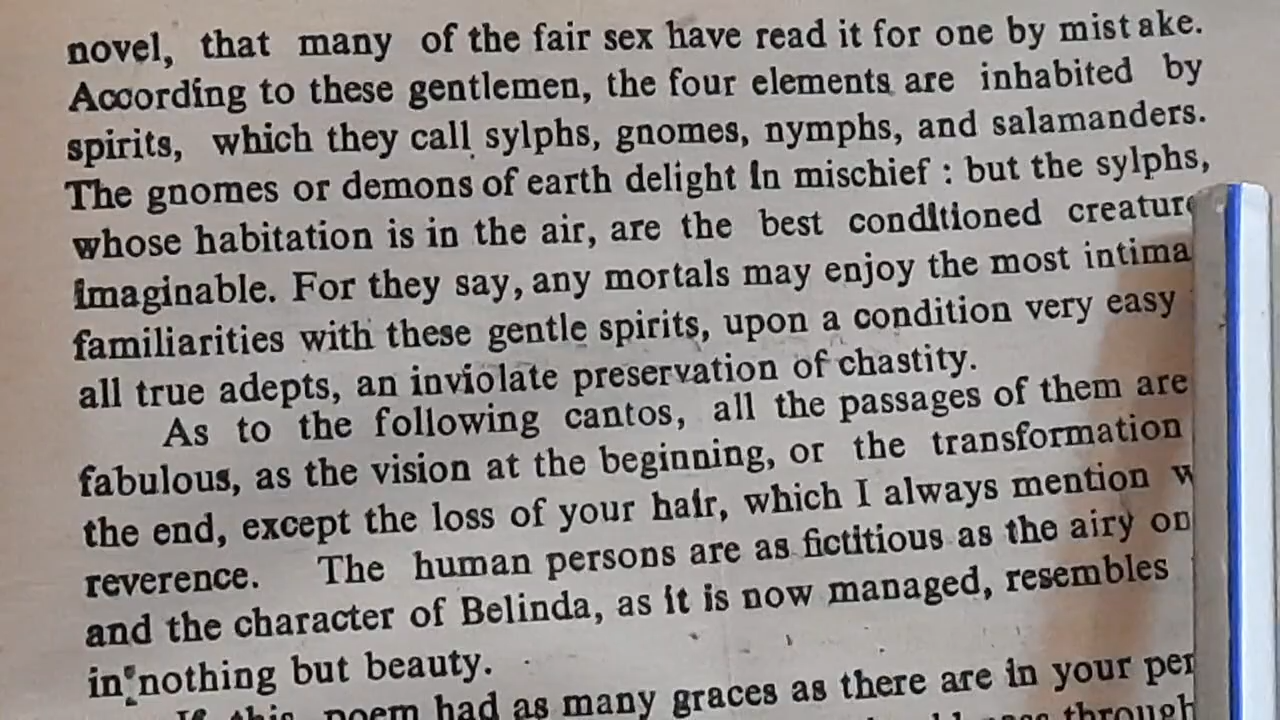 novel, that many of the fair sex have read it for one by mistake.
According to these gentlemen, the four elements are inhabited by
spirits, which they call sylphs, gnomes, nymphs, and salamanders.
The gnomes or demons of earth delight in mischief : but the sylphs,
whose habitation is in the air, are the best conditioned creature
imaginable. For they say, any mortals may enjoy the most intima
familiarities with these gentle spirits, upon a condition very easy
all true adepts, an inviolate preservation of chastity.
As to the following cantos, all the passages of them are
fabulous, as the vision at the beginning, or the transformation
the end, except the loss of your hair, which I always mention w
reverence. The human persons are as fictitious as the airy on
and the character of Belinda, as it is now managed, resembles
in nothing but beauty.
If this poem had as many graces as there are in your per
through